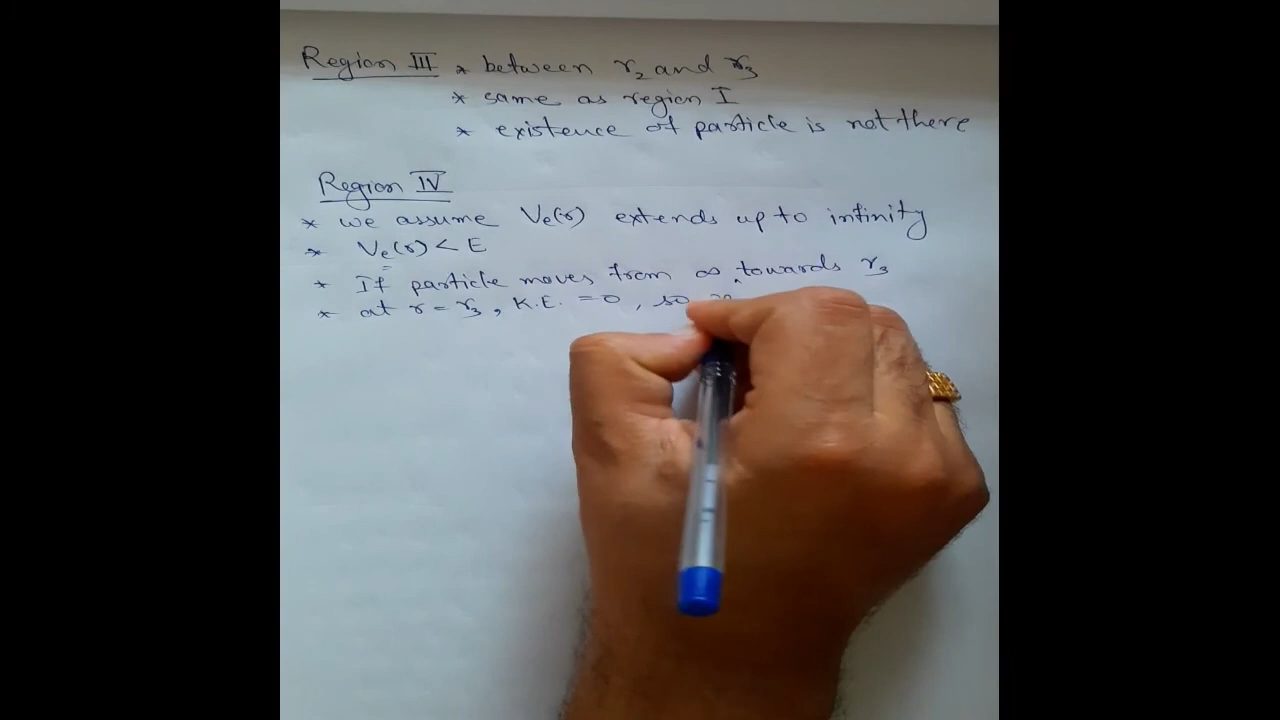 Region III * between r₂ and r₃
* same as region I
* existence of particle is not there
Region IV
* we assume Vₑ(r) extends up to infinity
* Vₑ(r) < E
* If particle moves from ∞ towards r₃
* at r = r₃, K.E. = 0, so